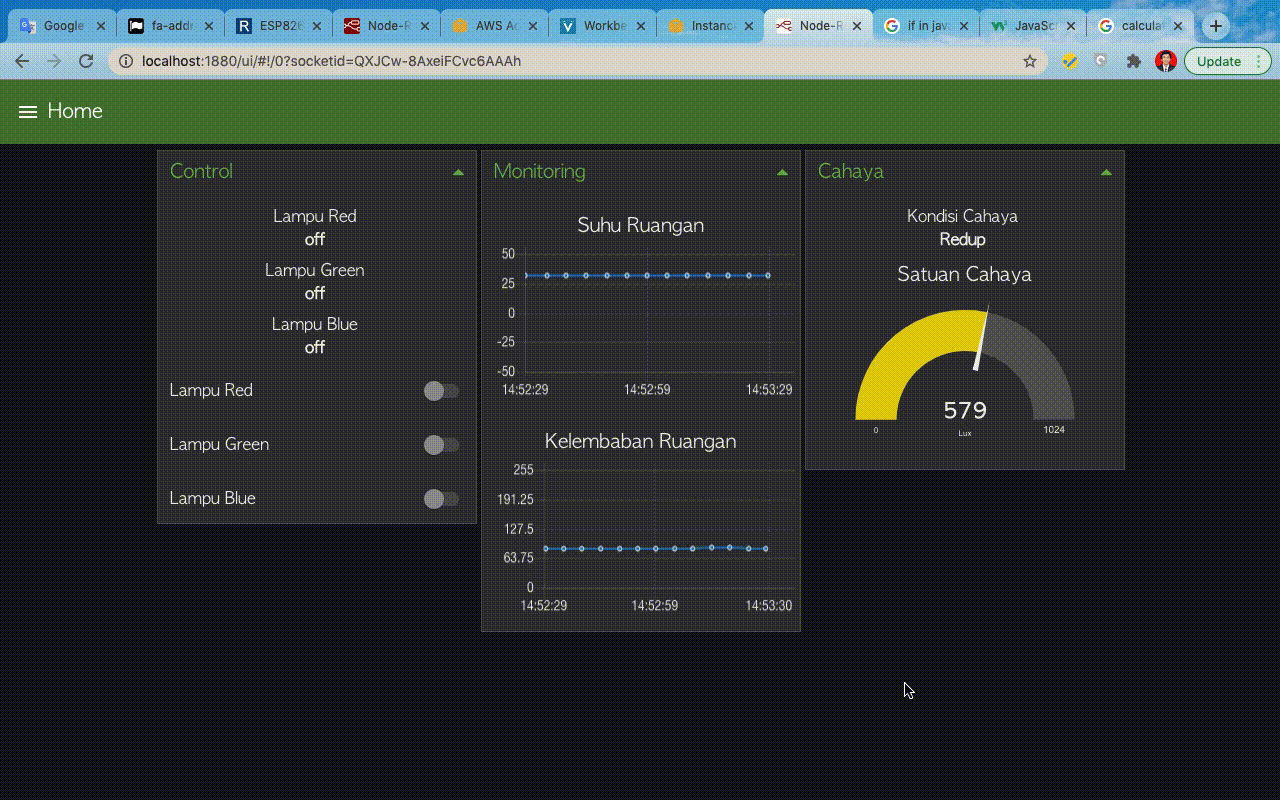 Google
fa-addr
ESP826
Node-R
AWS Ac
Workbe
Instanc
Node-R
if in jav
JavaSc
calcula
localhost:1880/ui/#!/0?socketid=QXJCw-8AxeiFCvc6AAAh
Update
Home
Control
Lampu Red
off
Lampu Green
off
Lampu Blue
off
Lampu Red
Lampu Green
Lampu Blue
Monitoring
Suhu Ruangan
50
25
0
-25
-50
14:52:29 14:52:59 14:53:29
Kelembaban Ruangan
255
191.25
127.5
63.75
0
14:52:29 14:52:59 14:53:30
Cahaya
Kondisi Cahaya
Redup
Satuan Cahaya
579
0 Lux 1024